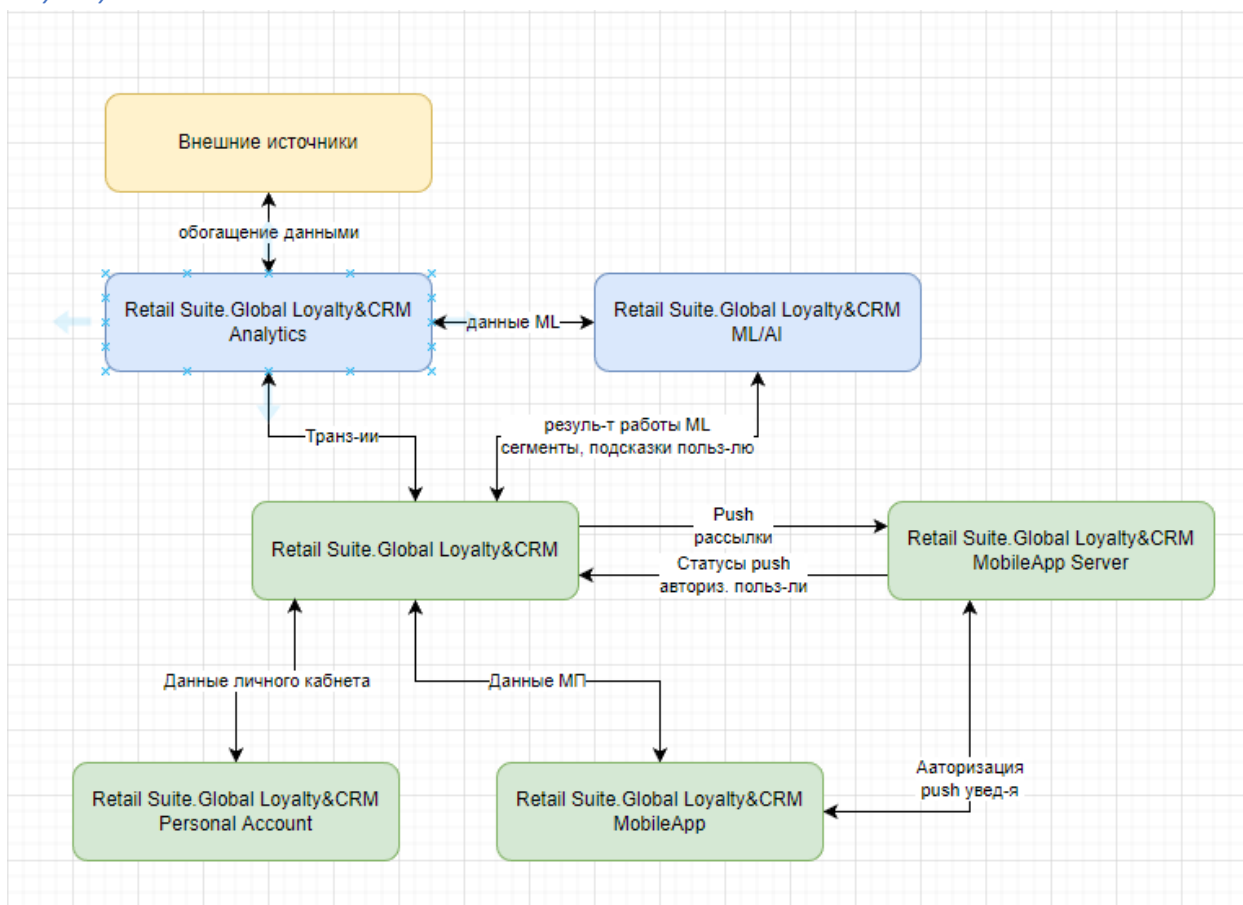 Внешние источники
обогащение данными
Retail Suite.Global Loyalty&CRM
Analytics
данные ML
Retail Suite.Global Loyalty&CRM
ML/AI
Транз-ии
резуль-т работы ML
сегменты, подсказки польз-лю
Retail Suite.Global Loyalty&CRM
Push
рассылки
Статусы push
авториз. польз-ли
Retail Suite.Global Loyalty&CRM
MobileApp Server
Данные личного кабнета
Данные МП
Ааторизация
push увед-я
Retail Suite.Global Loyalty&CRM
Personal Account
Retail Suite.Global Loyalty&CRM
MobileApp